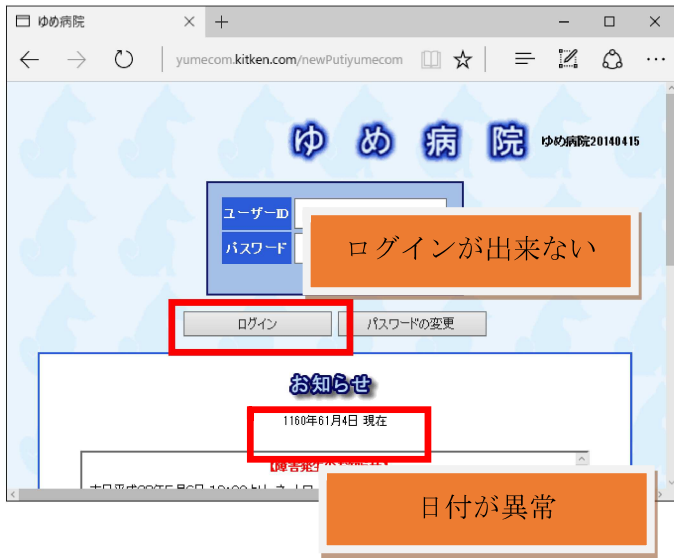 ゆめ病院
yumecom.kitken.com/newPutiyumecom
ゆめ病院
ゆめ病院20140415
ユーザーID
パスワード
ログインが出来ない
ログイン
パスワードの変更
お知らせ
1160年61月4日 現在
日付が異常